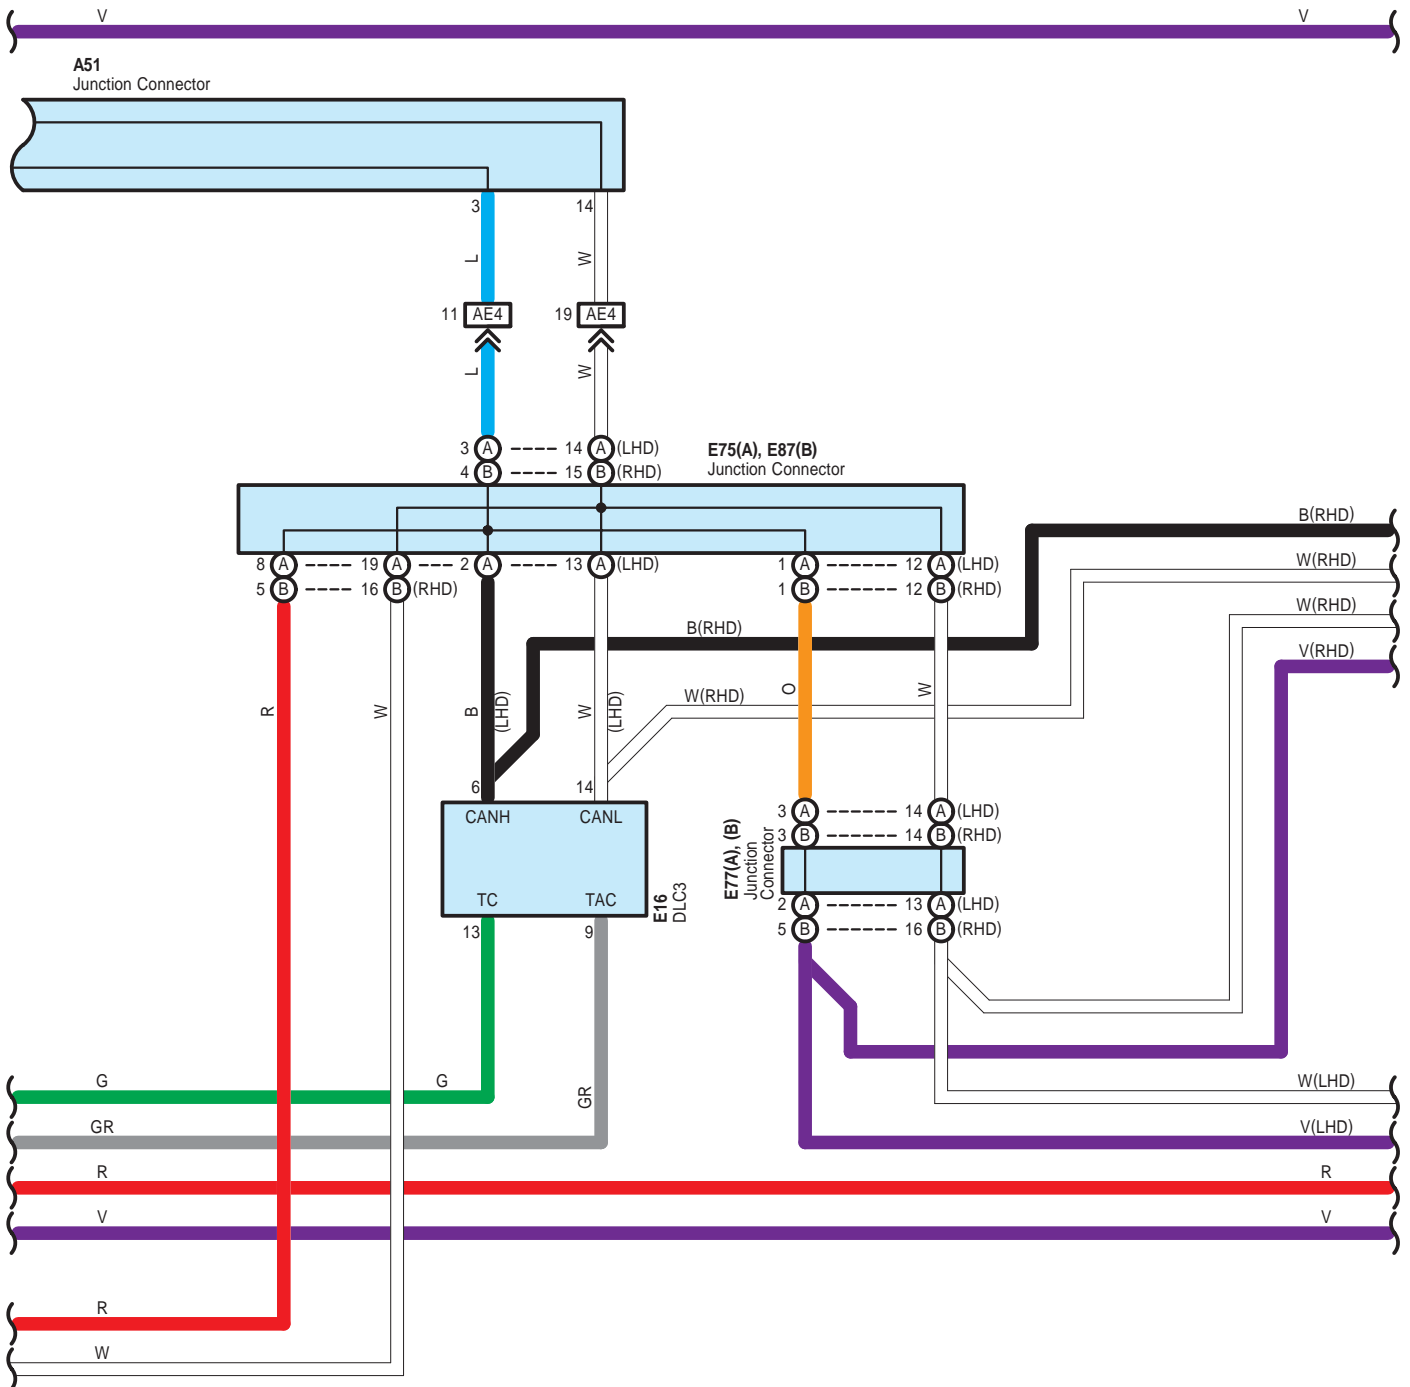 V V
A51
Junction Connector
3 14
L W
11 AE4 19 AE4
L W
3 A 14 A (LHD)
4 B 15 B (RHD)
E75(A), E87(B)
Junction Connector
8 A 19 A 2 A 13 A (LHD) 1 A 12 A (LHD)
5 B 16 B (RHD) 1 B 12 B (RHD)
B(RHD)
W(RHD)
W(RHD)
V(RHD)
B(RHD)
W(RHD)
R W B (LHD) W (LHD) O W
6 14
CANH CANL
TC TAC
E16
DLC3
13 9
3 A 14 A (LHD)
3 B 14 B (RHD)
E77(A), (B)
Junction
Connector
2 A 13 A (LHD)
5 B 16 B (RHD)
G G GR W(LHD)
GR V(LHD)
R R
V V
R
W